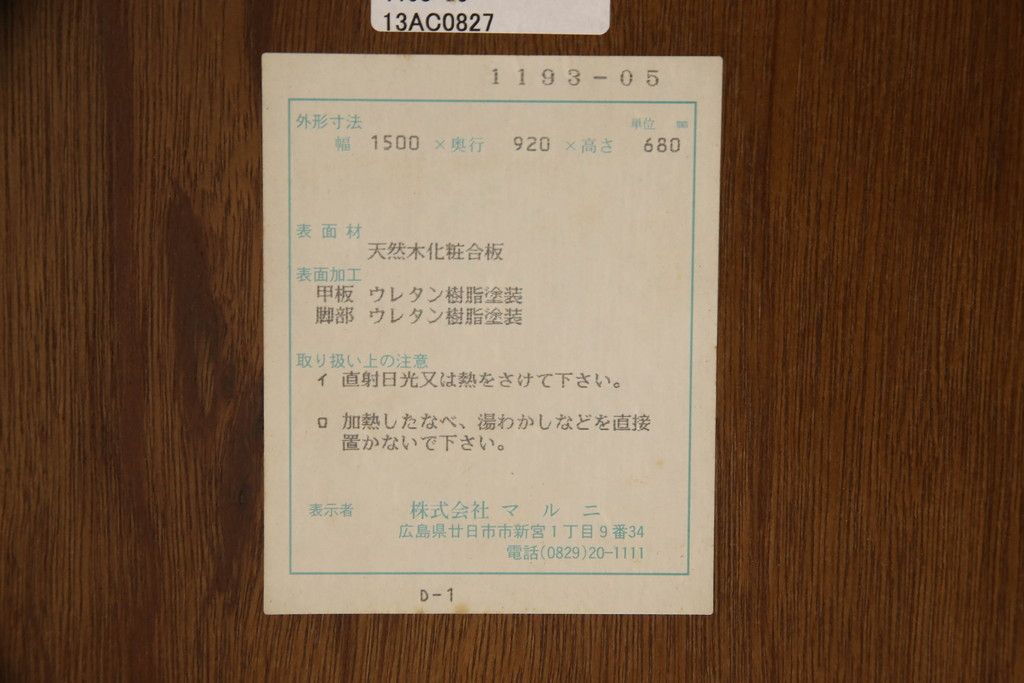 13AC0827
1193-05
外形寸法
単位 ㎜
幅 1500 ×奥行 920 ×高さ 680
表面材
天然木化粧合板
表面加工
甲板 ウレタン樹脂塗装
脚部 ウレタン樹脂塗装
取り扱い上の注意
イ 直射日光又は熱をさけて下さい。
ロ 加熱したなべ、湯わかしなどを直接
置かないで下さい。
表示者 株式会社 マルニ
広島県廿日市市新宮1丁目9番34
電話(0829)20-1111
D-1